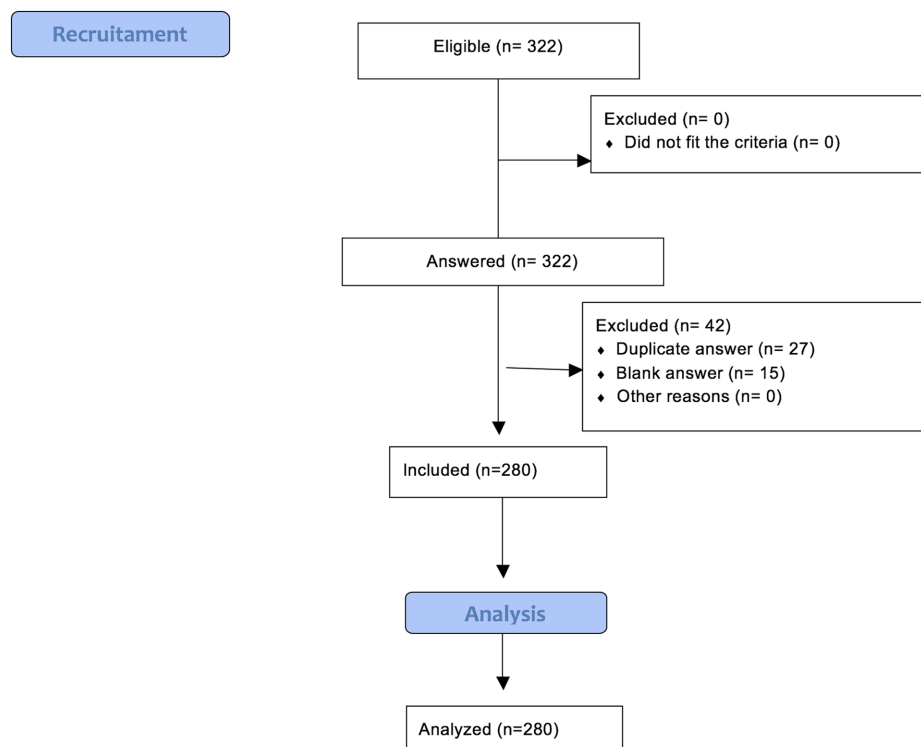 Recruitament
Eligible (n= 322)
Excluded (n= 0)
♦ Did not fit the criteria (n= 0)
Answered (n= 322)
Excluded (n= 42)
♦ Duplicate answer (n= 27)
♦ Blank answer (n= 15)
♦ Other reasons (n= 0)
Included (n=280)
Analysis
Analyzed (n=280)